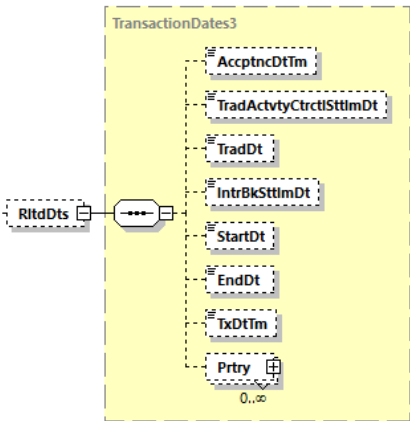 TransactionDates3
AccptncDtTm
TradActvtyCtrctlSttlmDt
TradDt
IntrBkSttlmDt
RltdDts
StartDt
EndDt
TxDtTm
Prtry
0..∞